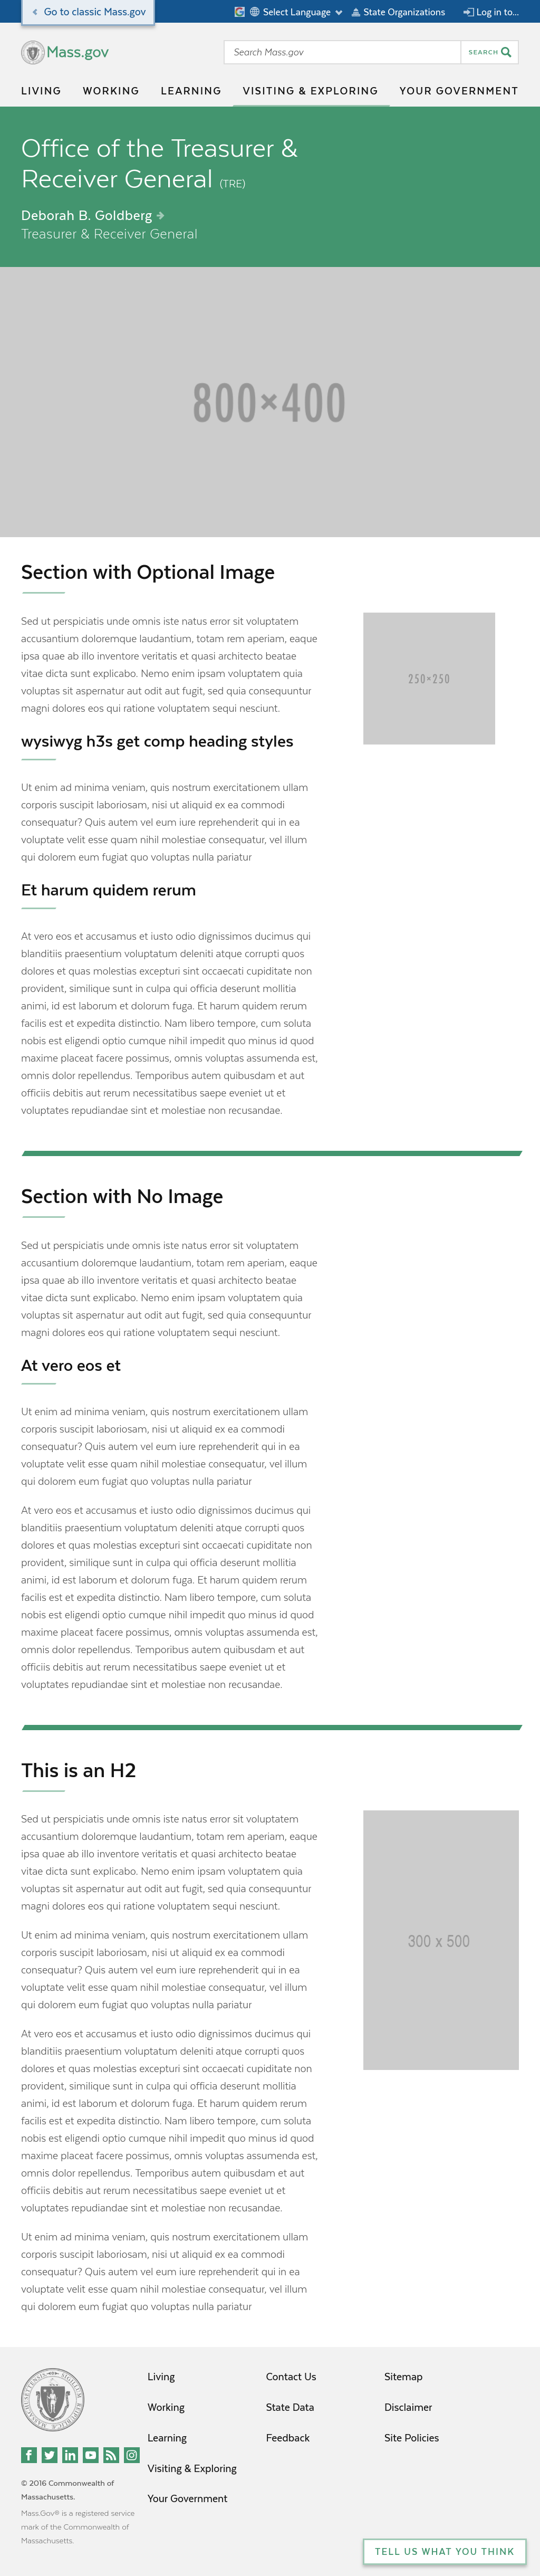 Go to classic Mass.gov
Select Language
State Organizations
Log in to...
Mass.gov
Search Mass.gov
SEARCH
LIVING
WORKING
LEARNING
VISITING & EXPLORING
YOUR GOVERNMENT
Office of the Treasurer &
Receiver General (TRE)
Deborah B. Goldberg
Treasurer & Receiver General
800×400
Section with Optional Image
Sed ut perspiciatis unde omnis iste natus error sit voluptatem
accusantium doloremque laudantium, totam rem aperiam, eaque
ipsa quae ab illo inventore veritatis et quasi architecto beatae
vitae dicta sunt explicabo. Nemo enim ipsam voluptatem quia
voluptas sit aspernatur aut odit aut fugit, sed quia consequuntur
magni dolores eos qui ratione voluptatem sequi nesciunt.
250×250
wysiwyg h3s get comp heading styles
Ut enim ad minima veniam, quis nostrum exercitationem ullam
corporis suscipit laboriosam, nisi ut aliquid ex ea commodi
consequatur? Quis autem vel eum iure reprehenderit qui in ea
voluptate velit esse quam nihil molestiae consequatur, vel illum
qui dolorem eum fugiat quo voluptas nulla pariatur
Et harum quidem rerum
At vero eos et accusamus et iusto odio dignissimos ducimus qui
blanditiis praesentium voluptatum deleniti atque corrupti quos
dolores et quas molestias excepturi sint occaecati cupiditate non
provident, similique sunt in culpa qui officia deserunt mollitia
animi, id est laborum et dolorum fuga. Et harum quidem rerum
facilis est et expedita distinctio. Nam libero tempore, cum soluta
nobis est eligendi optio cumque nihil impedit quo minus id quod
maxime placeat facere possimus, omnis voluptas assumenda est,
omnis dolor repellendus. Temporibus autem quibusdam et aut
officiis debitis aut rerum necessitatibus saepe eveniet ut et
voluptates repudiandae sint et molestiae non recusandae.
Section with No Image
Sed ut perspiciatis unde omnis iste natus error sit voluptatem
accusantium doloremque laudantium, totam rem aperiam, eaque
ipsa quae ab illo inventore veritatis et quasi architecto beatae
vitae dicta sunt explicabo. Nemo enim ipsam voluptatem quia
voluptas sit aspernatur aut odit aut fugit, sed quia consequuntur
magni dolores eos qui ratione voluptatem sequi nesciunt.
At vero eos et
Ut enim ad minima veniam, quis nostrum exercitationem ullam
corporis suscipit laboriosam, nisi ut aliquid ex ea commodi
consequatur? Quis autem vel eum iure reprehenderit qui in ea
voluptate velit esse quam nihil molestiae consequatur, vel illum
qui dolorem eum fugiat quo voluptas nulla pariatur
At vero eos et accusamus et iusto odio dignissimos ducimus qui
blanditiis praesentium voluptatum deleniti atque corrupti quos
dolores et quas molestias excepturi sint occaecati cupiditate non
provident, similique sunt in culpa qui officia deserunt mollitia
animi, id est laborum et dolorum fuga. Et harum quidem rerum
facilis est et expedita distinctio. Nam libero tempore, cum soluta
nobis est eligendi optio cumque nihil impedit quo minus id quod
maxime placeat facere possimus, omnis voluptas assumenda est,
omnis dolor repellendus. Temporibus autem quibusdam et aut
officiis debitis aut rerum necessitatibus saepe eveniet ut et
voluptates repudiandae sint et molestiae non recusandae.
This is an H2
Sed ut perspiciatis unde omnis iste natus error sit voluptatem
accusantium doloremque laudantium, totam rem aperiam, eaque
ipsa quae ab illo inventore veritatis et quasi architecto beatae
vitae dicta sunt explicabo. Nemo enim ipsam voluptatem quia
voluptas sit aspernatur aut odit aut fugit, sed quia consequuntur
magni dolores eos qui ratione voluptatem sequi nesciunt.
Ut enim ad minima veniam, quis nostrum exercitationem ullam
corporis suscipit laboriosam, nisi ut aliquid ex ea commodi
consequatur? Quis autem vel eum iure reprehenderit qui in ea
voluptate velit esse quam nihil molestiae consequatur, vel illum
qui dolorem eum fugiat quo voluptas nulla pariatur
At vero eos et accusamus et iusto odio dignissimos ducimus qui
blanditiis praesentium voluptatum deleniti atque corrupti quos
dolores et quas molestias excepturi sint occaecati cupiditate non
provident, similique sunt in culpa qui officia deserunt mollitia
animi, id est laborum et dolorum fuga. Et harum quidem rerum
facilis est et expedita distinctio. Nam libero tempore, cum soluta
nobis est eligendi optio cumque nihil impedit quo minus id quod
maxime placeat facere possimus, omnis voluptas assumenda est,
omnis dolor repellendus. Temporibus autem quibusdam et aut
officiis debitis aut rerum necessitatibus saepe eveniet ut et
voluptates repudiandae sint et molestiae non recusandae.
Ut enim ad minima veniam, quis nostrum exercitationem ullam
corporis suscipit laboriosam, nisi ut aliquid ex ea commodi
consequatur? Quis autem vel eum iure reprehenderit qui in ea
voluptate velit esse quam nihil molestiae consequatur, vel illum
qui dolorem eum fugiat quo voluptas nulla pariatur
300 x 500
Living
Working
Learning
Visiting & Exploring
Your Government
Contact Us
State Data
Feedback
Sitemap
Disclaimer
Site Policies
© 2016 Commonwealth of
Massachusetts.
Mass.Gov® is a registered service
mark of the Commonwealth of
Massachusetts.
TELL US WHAT YOU THINK